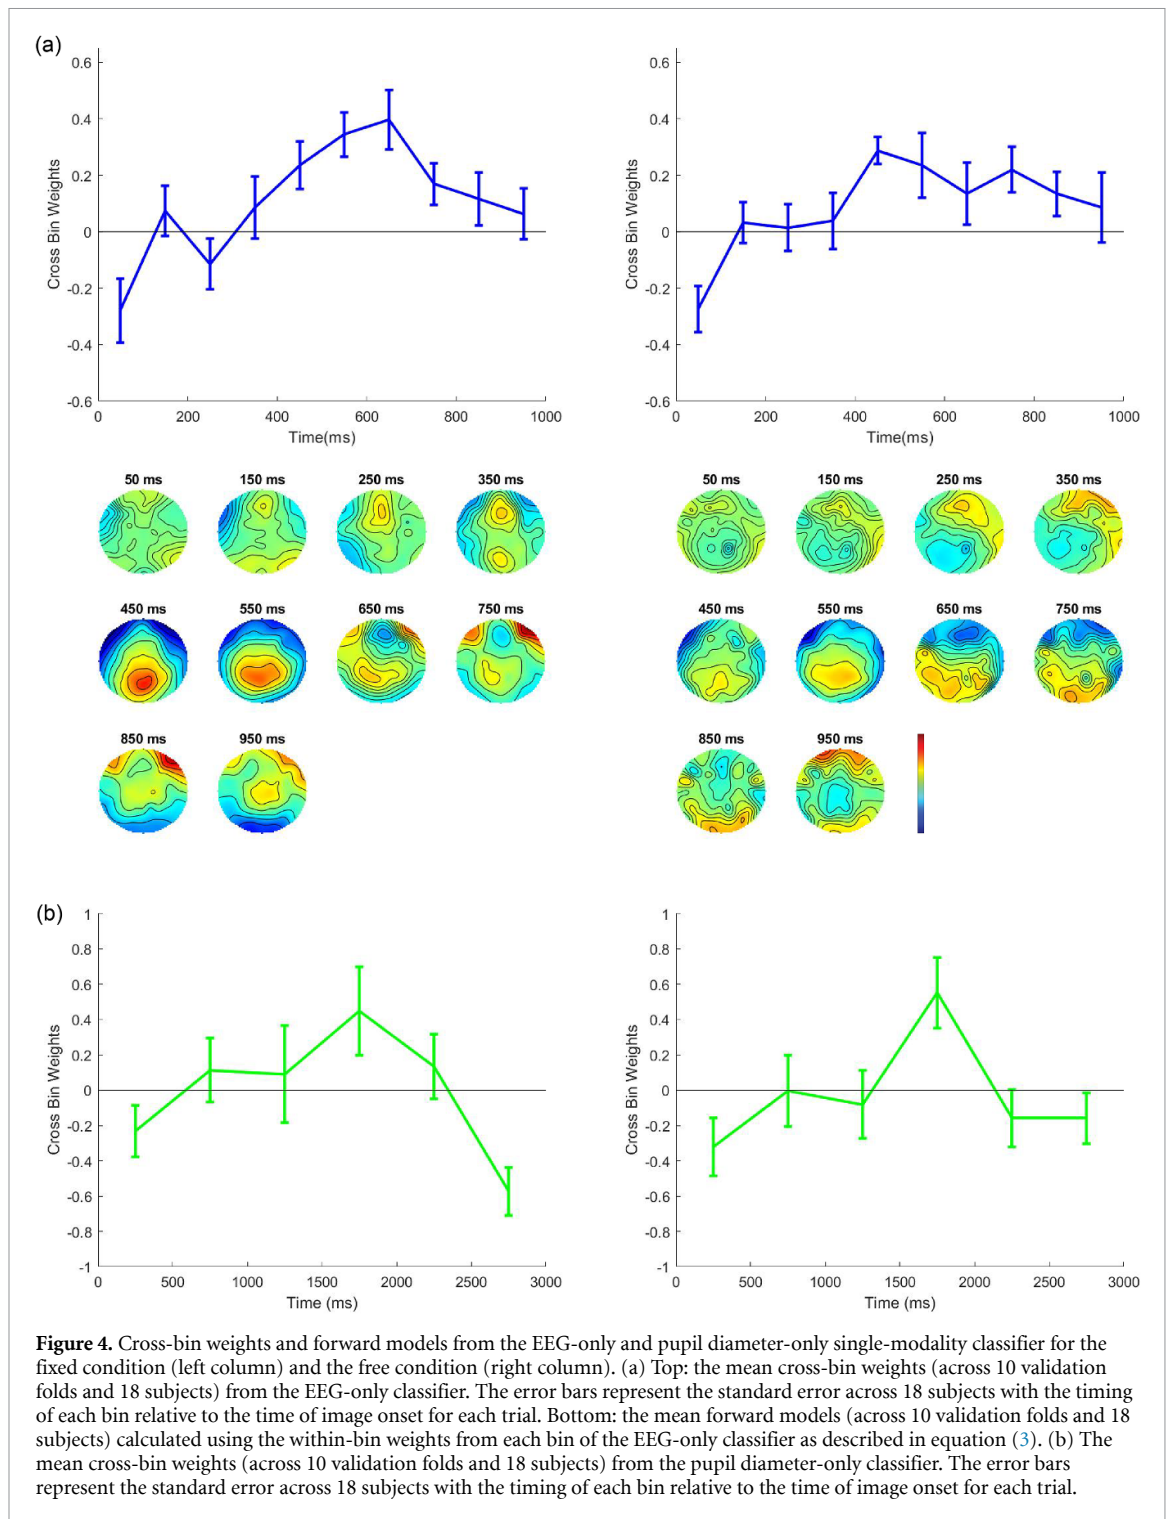 (a)
0.6
0.4
0.2
0
-0.2
-0.4
-0.6
Cross Bin Weights
0 200 400 600 800 1000
Time(ms)
0.6
0.4
0.2
0
-0.2
-0.4
-0.6
Cross Bin Weights
0 200 400 600 800 1000
Time(ms)
50 ms 150 ms 250 ms 350 ms
450 ms 550 ms 650 ms 750 ms
850 ms 950 ms
50 ms 150 ms 250 ms 350 ms
450 ms 550 ms 650 ms 750 ms
850 ms 950 ms
(b)
1
0.8
0.6
0.4
0.2
0
-0.2
-0.4
-0.6
-0.8
-1
Cross Bin Weights
0 500 1000 1500 2000 2500 3000
Time (ms)
1
0.8
0.6
0.4
0.2
0
-0.2
-0.4
-0.6
-0.8
-1
Cross Bin Weights
0 500 1000 1500 2000 2500 3000
Time (ms)
Figure 4. Cross-bin weights and forward models from the EEG-only and pupil diameter-only single-modality classifier for the
fixed condition (left column) and the free condition (right column). (a) Top: the mean cross-bin weights (across 10 validation
folds and 18 subjects) from the EEG-only classifier. The error bars represent the standard error across 18 subjects with the timing
of each bin relative to the time of image onset for each trial. Bottom: the mean forward models (across 10 validation folds and 18
subjects) calculated using the within-bin weights from each bin of the EEG-only classifier as described in equation (3). (b) The
mean cross-bin weights (across 10 validation folds and 18 subjects) from the pupil diameter-only classifier. The error bars
represent the standard error across 18 subjects with the timing of each bin relative to the time of image onset for each trial.